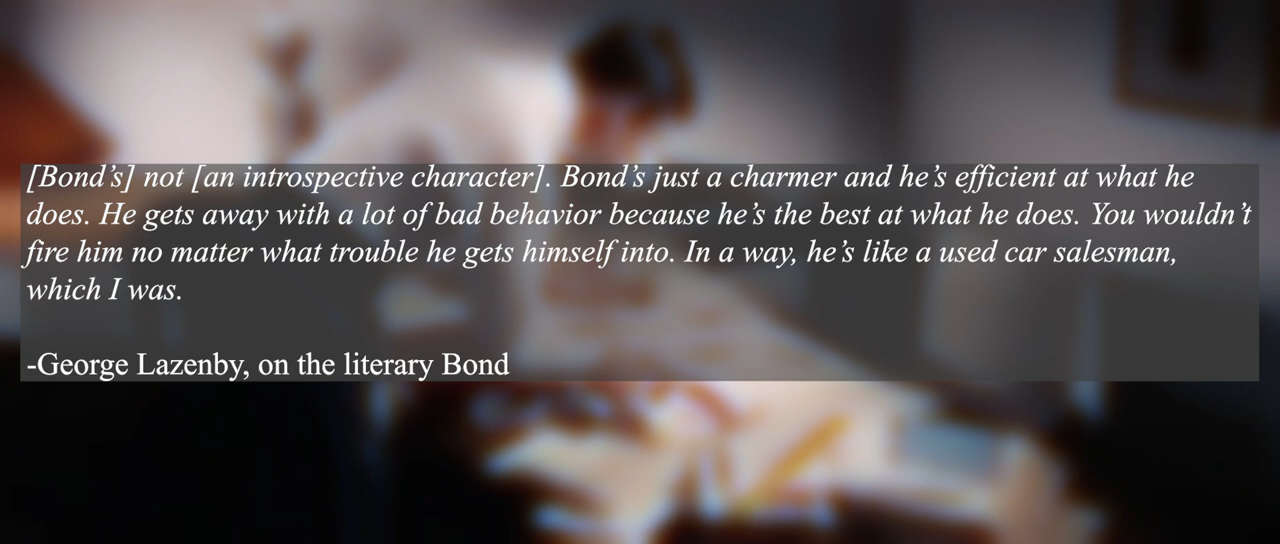 [Bond’s] not [an introspective character]. Bond’s just a charmer and he’s efficient at what he
does. He gets away with a lot of bad behavior because he’s the best at what he does. You wouldn’t
fire him no matter what trouble he gets himself into. In a way, he’s like a used car salesman,
which I was.
-George Lazenby, on the literary Bond